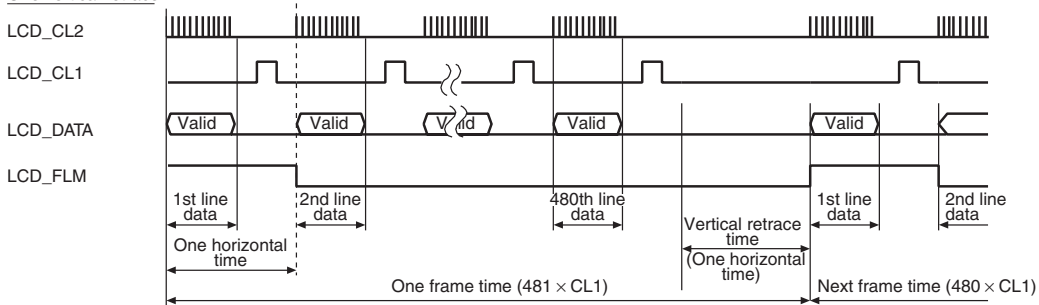 LCD_CL2
LCD_CL1
LCD_DATA
Valid
Valid
Valid
Valid
Valid
LCD_FLM
1st line
data
2nd line
data
480th line
data
1st line
data
2nd line
data
One horizontal
time
Vertical retrace
time
(One horizontal
time)
One frame time (481 × CL1)
Next frame time (480 × CL1)